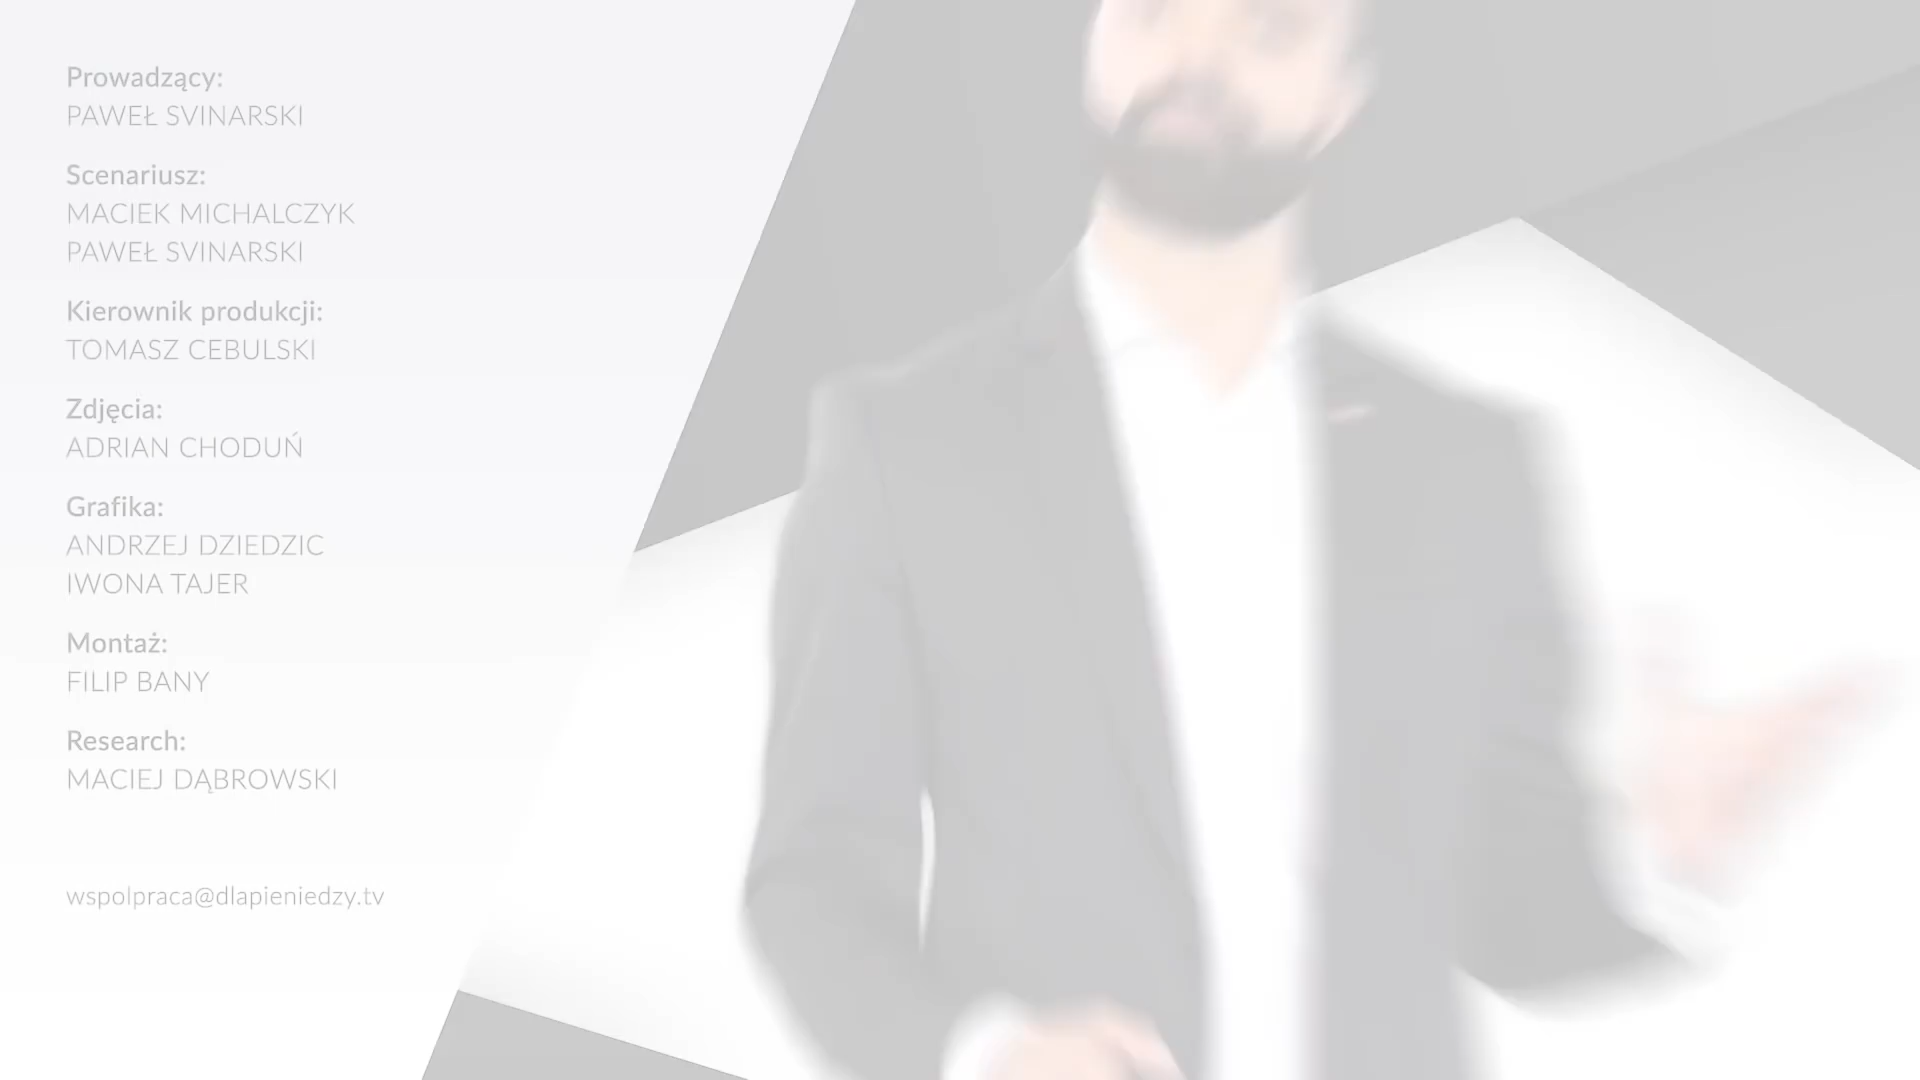 Prowadzący:
PAWEŁ SVINARSKI
Scenariusz:
MACIEK MICHALCZYK
PAWEŁ SVINARSKI
Kierownik produkcji:
TOMASZ CEBULSKI
Zdjęcia:
ADRIAN CHODUŃ
Grafika:
ANDRZEJ DZIEDZIC
IWONA TAJER
Montaż:
FILIP BANY
Research:
MACIEJ DĄBROWSKI
wspolpraca@dlapieniedzy.tv